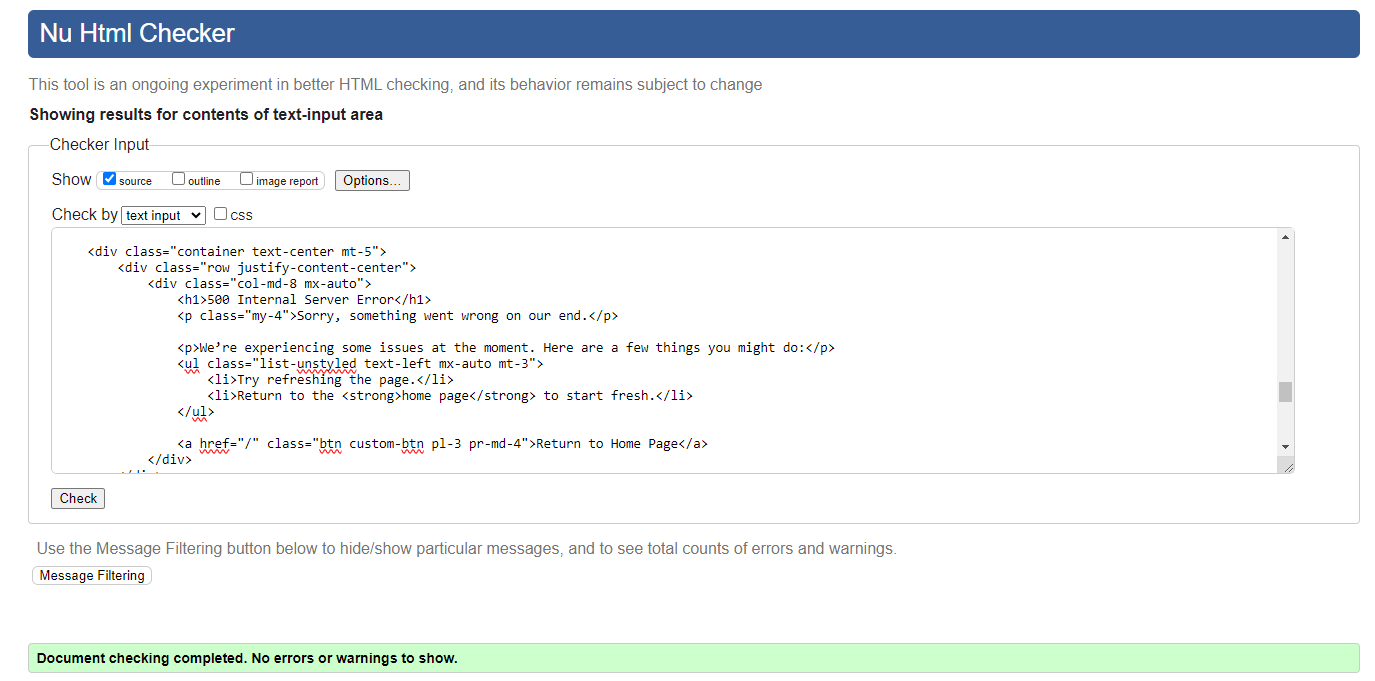 Nu Html Checker
This tool is an ongoing experiment in better HTML checking, and its behavior remains subject to change
Showing results for contents of text-input area
Checker Input
Show source outline image report Options...
Check by text input css
<div class="container text-center mt-5">
<div class="row justify-content-center">
<div class="col-md-8 mx-auto">
<h1>500 Internal Server Error</h1>
<p class="my-4">Sorry, something went wrong on our end.</p>
<p>We’re experiencing some issues at the moment. Here are a few things you might do:</p>
<ul class="list-unstyled text-left mx-auto mt-3">
<li>Try refreshing the page.</li>
<li>Return to the <strong>home page</strong> to start fresh.</li>
</ul>
<a href="/" class="btn custom-btn pl-3 pr-md-4">Return to Home Page</a>
</div>
Check
Use the Message Filtering button below to hide/show particular messages, and to see total counts of errors and warnings.
Message Filtering
Document checking completed. No errors or warnings to show.